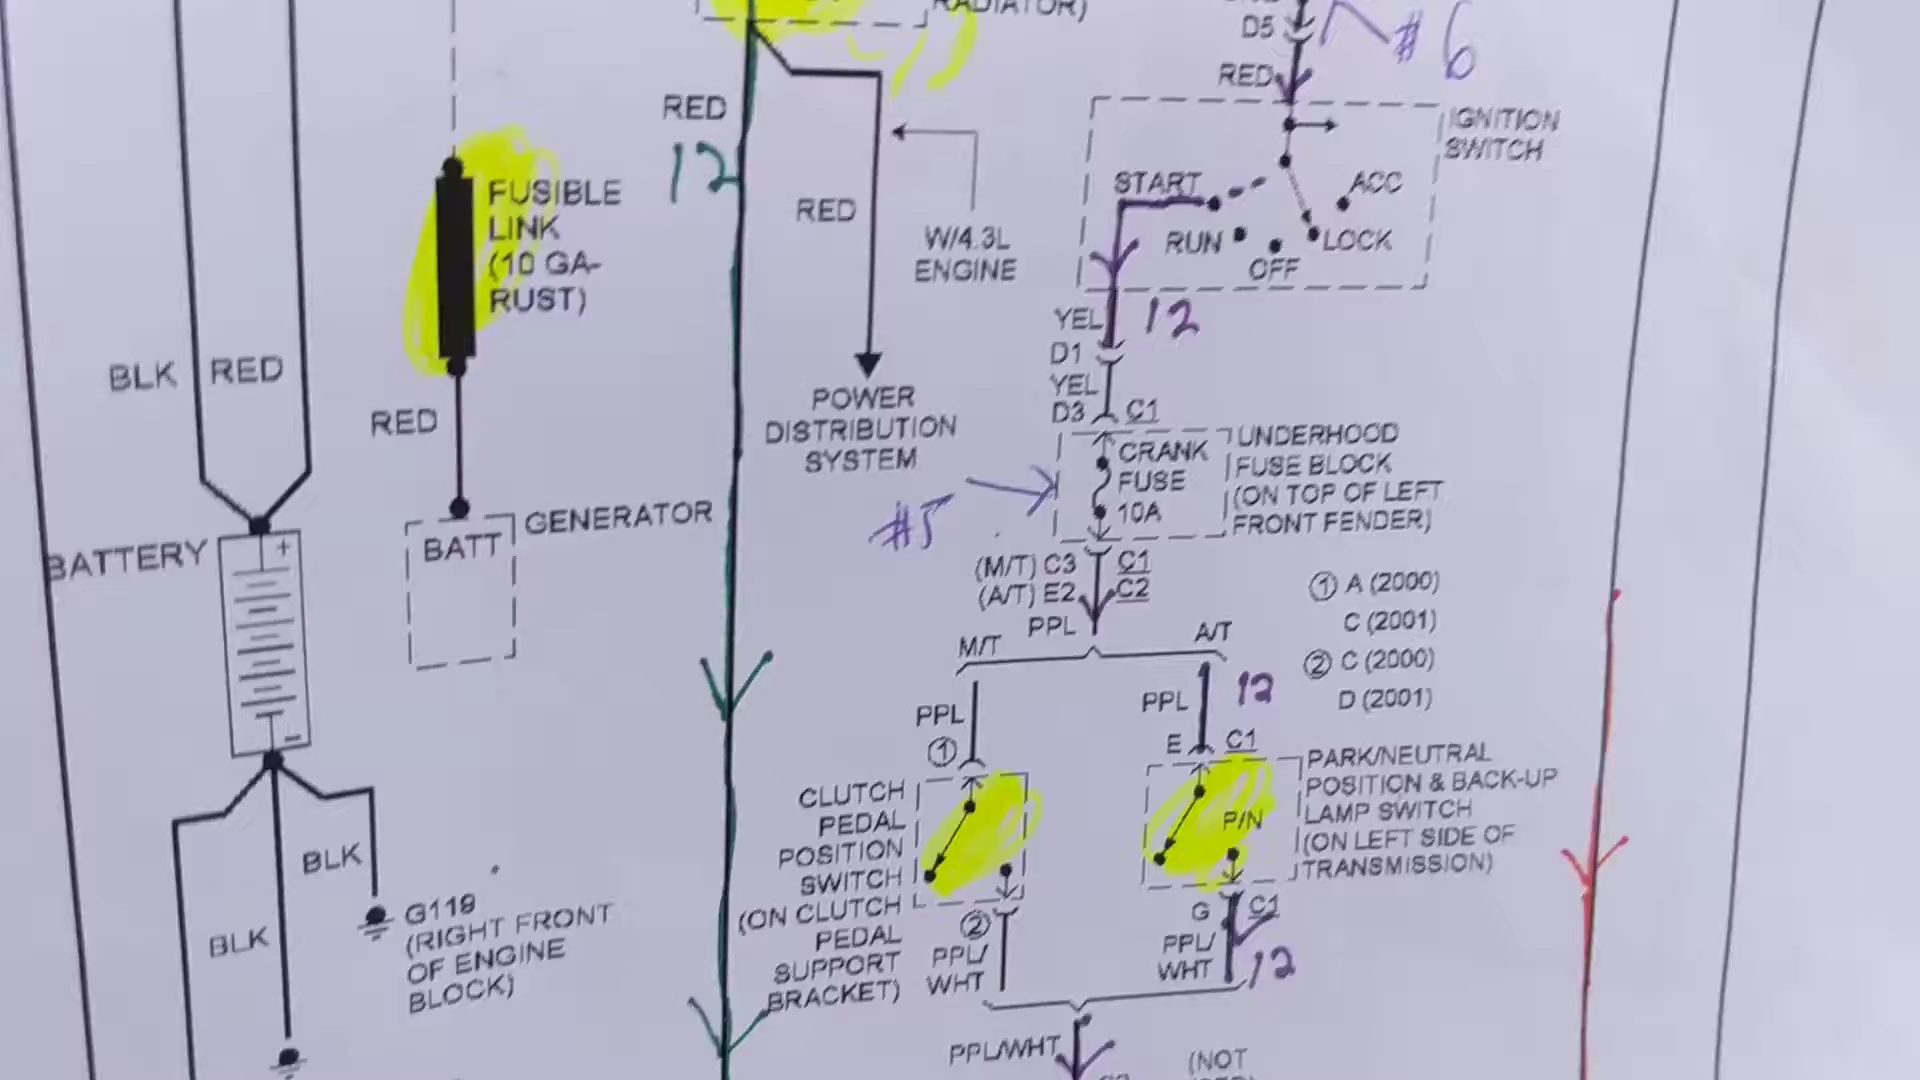 RADIATOR)
D5
#6
RED
RED
12
IGNITION
SWITCH
START
ACC
RUN
LOCK
OFF
FUSIBLE
LINK
(10 GA-
RUST)
RED
W/4.3L
ENGINE
YEL
12
D1
YEL
D3 C1
BLK
RED
RED
POWER
DISTRIBUTION
SYSTEM
CRANK
FUSE
10A
UNDERHOOD
FUSE BLOCK
(ON TOP OF LEFT
FRONT FENDER)
#5
BATTERY
+
-
BATT
GENERATOR
(M/T) C3 C1
(A/T) E2 C2
PPL
1 A (2000)
C (2001)
2 C (2000)
D (2001)
M/T
A/T
PPL
1
PPL
12
E C1
CLUTCH
PEDAL
POSITION
SWITCH
(ON CLUTCH
PEDAL
SUPPORT
BRACKET)
P/N
PARK/NEUTRAL
POSITION & BACK-UP
LAMP SWITCH
(ON LEFT SIDE OF
TRANSMISSION)
BLK
BLK
G119
(RIGHT FRONT
OF ENGINE
BLOCK)
2
PPL/
WHT
G C1
PPL/
WHT
12
PPL/WHT
(NOT